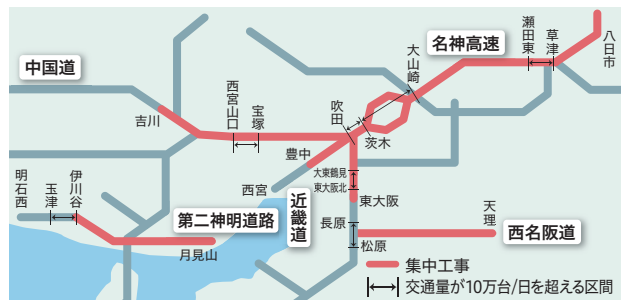 中国道
名神高速
瀬田東
草津
八日市
大山崎
吹田
茨木
西宮山口
宝塚
吉川
豊中
西宮
大東鶴見
東大阪北
東大阪
近畿道
明石西
玉津
伊川谷
第二神明道路
月見山
長原
松原
天理
西名阪道
集中工事
交通量が10万台/日を超える区間